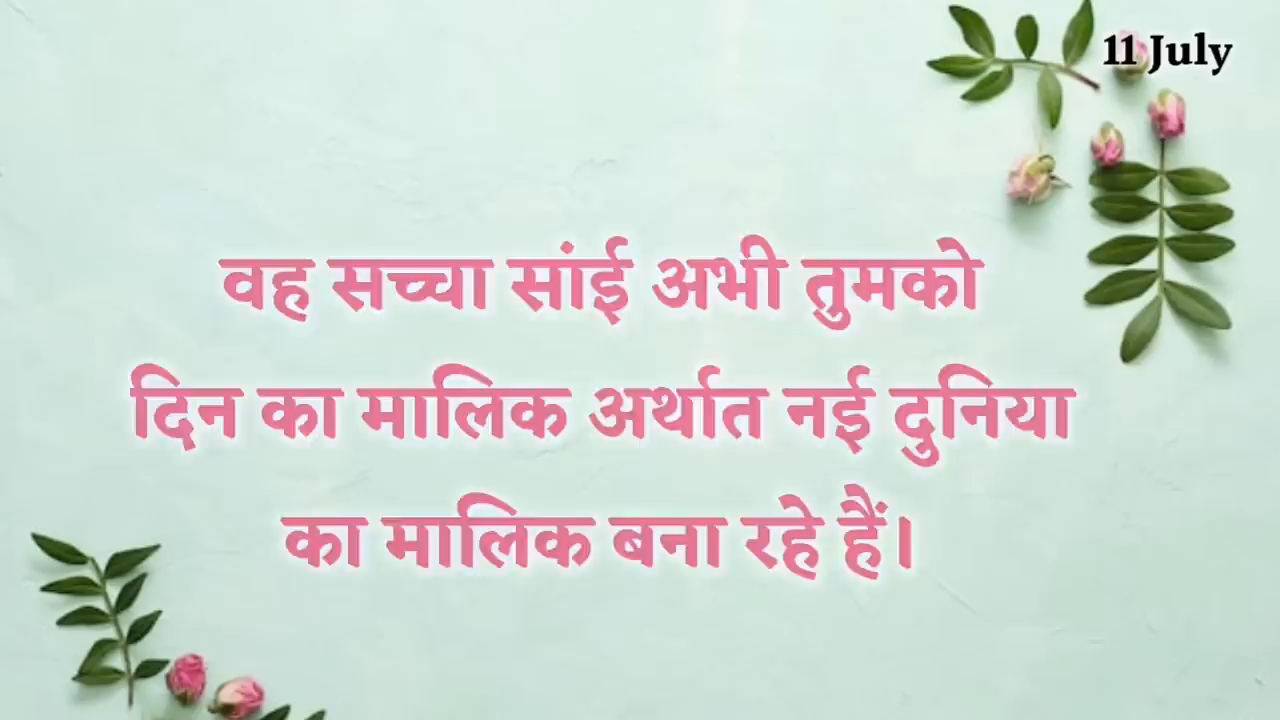 11 July
वह सच्चा सांई अभी तुमको
दिन का मालिक अर्थात नई दुनिया
का मालिक बना रहे हैं।